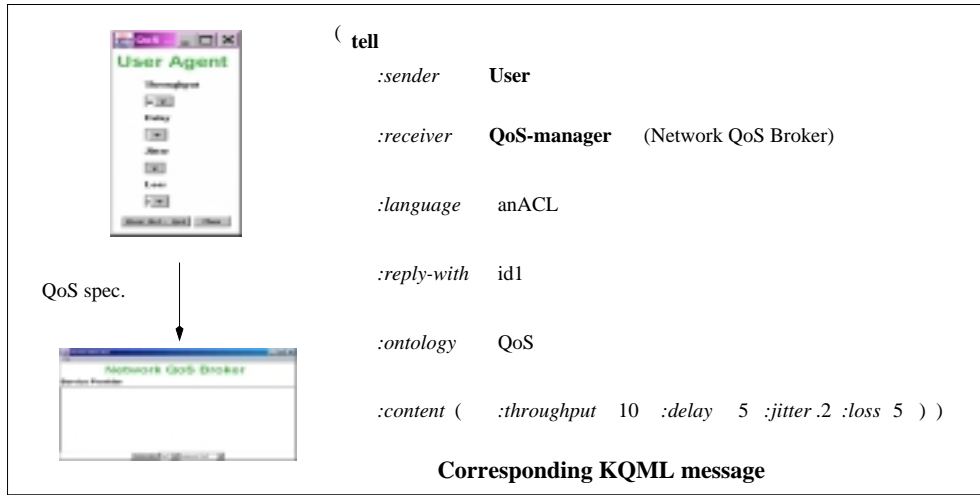 User Agent
Throughput
Delay
Jitter
Loss
Close
QoS spec.
Network QoS Broker
Service Provider
( tell
:sender User
:receiver QoS-manager (Network QoS Broker)
:language anACL
:reply-with id1
:ontology QoS
:content ( :throughput 10 :delay 5 :jitter .2 :loss 5 ) )
Corresponding KQML message